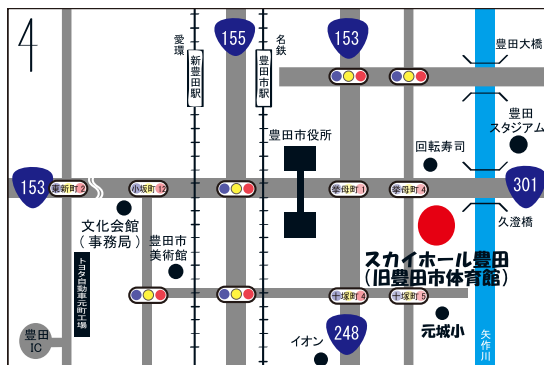 4
愛環
155
名鉄
153
新豊田駅
豊田市駅
豊田大橋
豊田
スタジアム
豊田市役所
回転寿司
153
東新町 2
小坂町 12
挙母町 1
挙母町 4
301
文化会館
(事務局)
久澄橋
豊田市
美術館
スカイホール豊田
(旧豊田市体育館)
トヨタ自動車元町工場
十塚町 4
十塚町 5
豊田
IC
248
イオン
元城小
矢作川